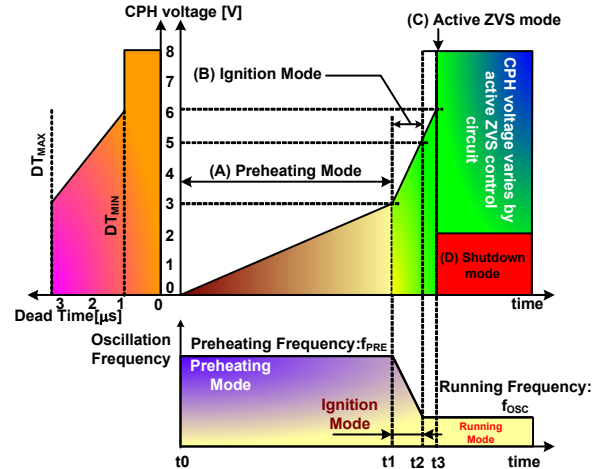 CPH voltage [V]
(C) Active ZVS mode
8
7
6
5
4
3
2
1
0
(B) Ignition Mode
(A) Preheating Mode
CPH voltage varies by
active ZVS control
circuit
(D) Shutdown
mode
DTMAX
DTMIN
3 2 1 0
Dead Time[μs]
time
Oscillation
Frequency
Preheating Frequency:fPRE
Preheating
Mode
Running Frequency:
fOSC
Ignition
Mode
Running
Mode
t0 t1 t2 t3 time